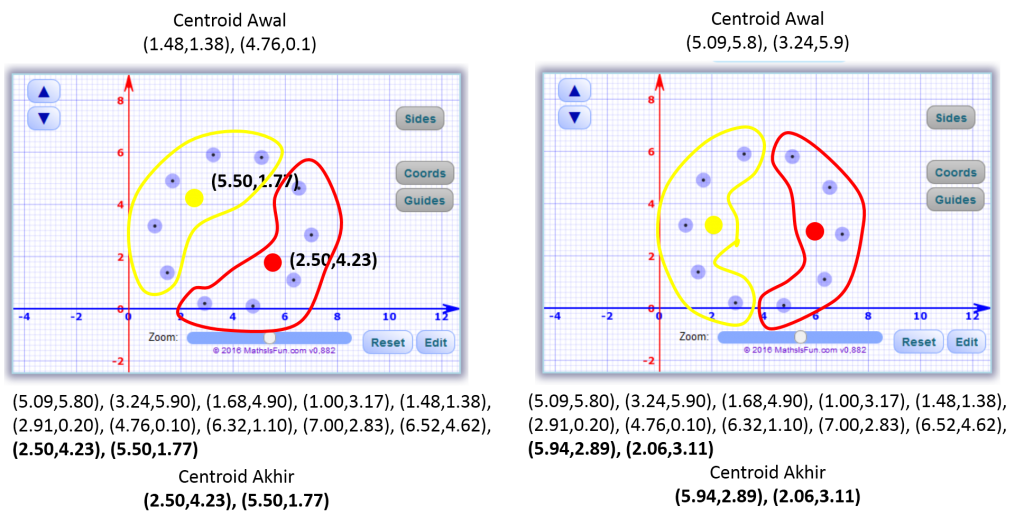 Centroid Awal
(1.48,1.38), (4.76,0.1)
8
6
4
2
0
-2
-4
-2
0
2
4
6
8
10
12
Sides
Coords
Guides
(5.50,1.77)
(2.50,4.23)
Zoom:
Reset
Edit
© 2016 MathsIsFun.com v0.882
(5.09,5.80), (3.24,5.90), (1.68,4.90), (1.00,3.17), (1.48,1.38),
(2.91,0.20), (4.76,0.10), (6.32,1.10), (7.00,2.83), (6.52,4.62),
(2.50,4.23), (5.50,1.77)
Centroid Akhir
(2.50,4.23), (5.50,1.77)
Centroid Awal
(5.09,5.8), (3.24,5.9)
8
6
4
2
0
-2
-4
-2
0
2
4
6
8
10
12
Sides
Coords
Guides
Zoom:
Reset
Edit
© 2016 MathsIsFun.com v0.882
(5.09,5.80), (3.24,5.90), (1.68,4.90), (1.00,3.17), (1.48,1.38),
(2.91,0.20), (4.76,0.10), (6.32,1.10), (7.00,2.83), (6.52,4.62),
(5.94,2.89), (2.06,3.11)
Centroid Akhir
(5.94,2.89), (2.06,3.11)